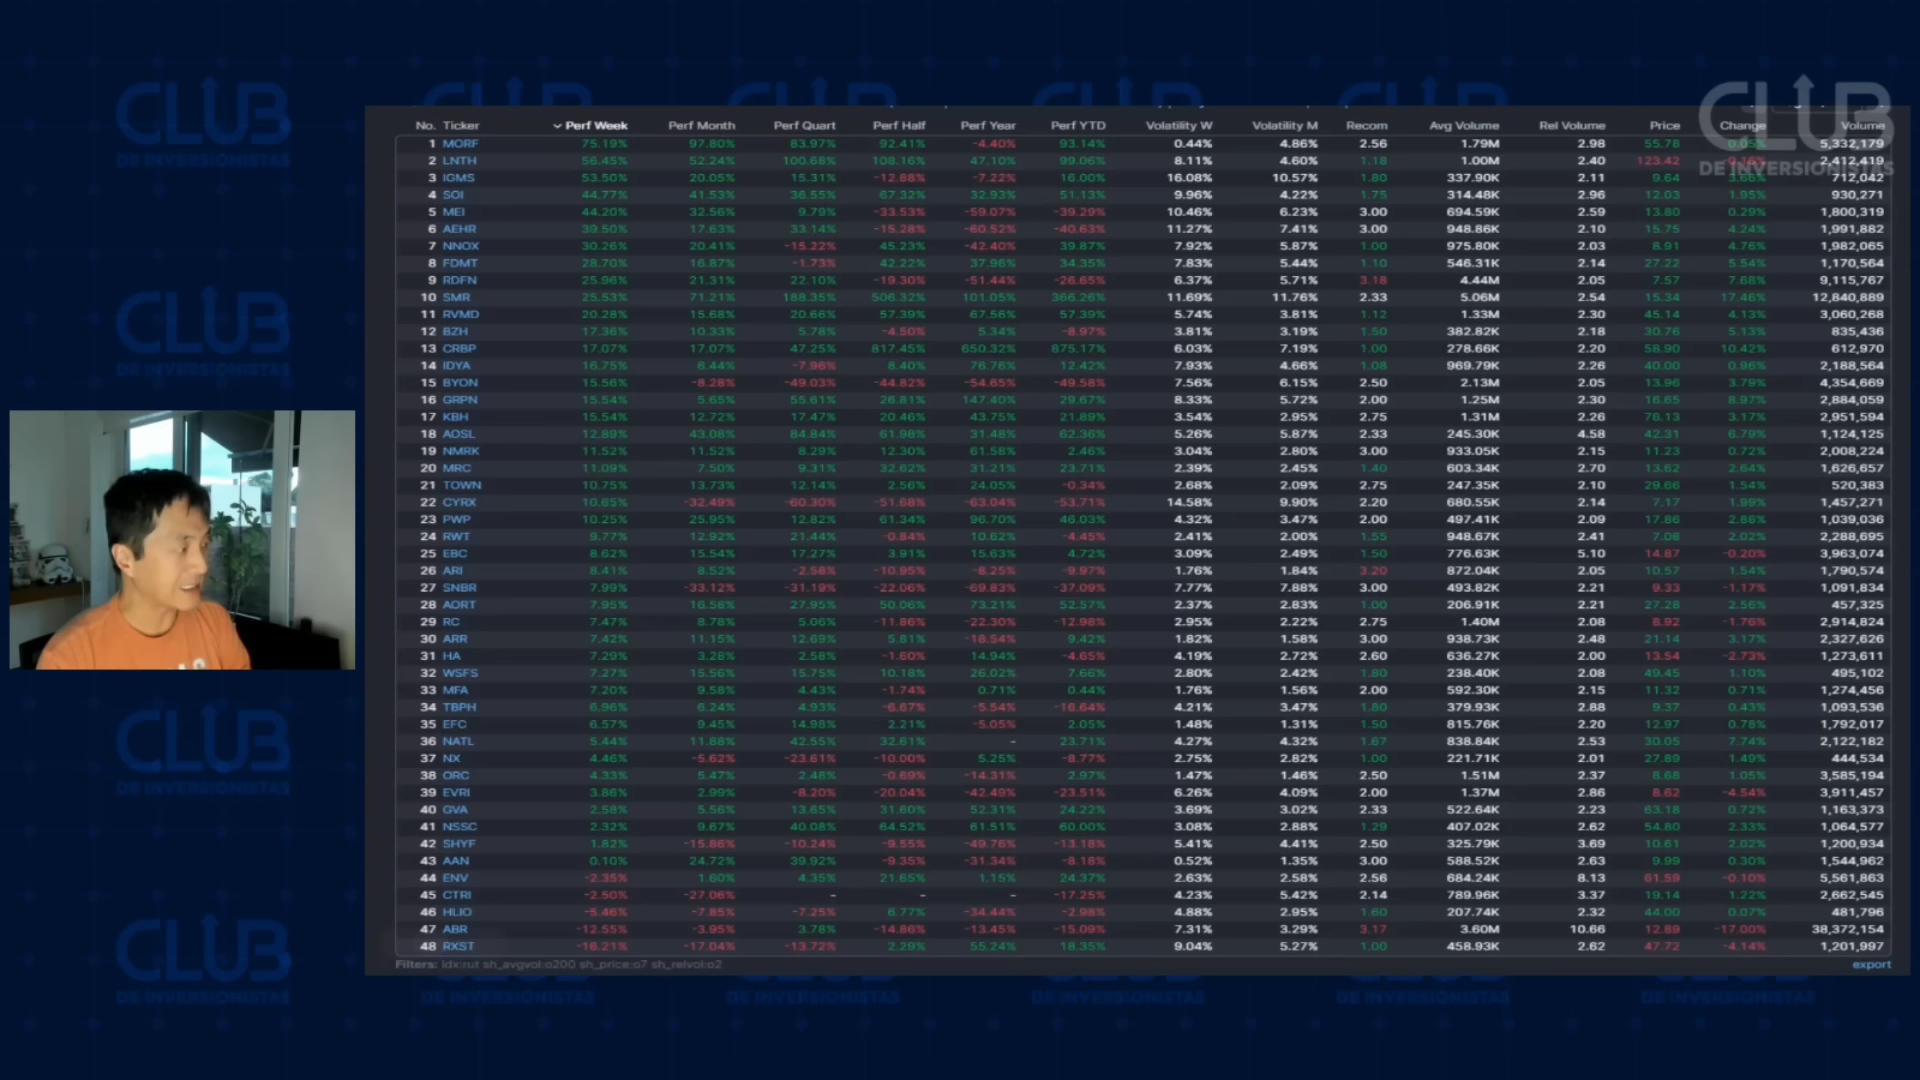 CLUB
DE INVERSIONISTAS
No. Ticker Perf Week Perf Month Perf Quart Perf Half Perf Year Perf YTD Volatility W Volatility M Recom Avg Volume Rel Volume Price Change Volume
1 MORF 75.19% 97.80% 83.97% 92.41% -4.40% 93.14% 0.44% 4.86% 2.56 1.79M 2.98 55.78 0.05% 5,332,179
2 LNTH 56.45% 52.24% 100.68% 108.16% 47.10% 99.06% 8.11% 4.60% 1.18 1.00M 2.40 123.42 2,412,419
3 IGMS 53.50% 20.05% 15.31% -12.88% -7.22% 16.00% 16.08% 10.57% 1.80 337.90K 2.11 9.64 712,042
4 SOI 44.77% 41.53% 36.55% 67.32% 32.93% 51.13% 9.96% 4.22% 1.75 314.48K 2.96 12.03 1.95% 930,271
5 MEI 44.20% 32.56% 9.79% -33.53% -59.07% -39.29% 10.46% 6.23% 3.00 694.59K 2.59 13.80 0.29% 1,800,319
6 AEHR 39.50% 17.63% 33.14% -15.28% -60.52% -40.63% 11.27% 7.41% 3.00 948.86K 2.10 15.75 4.24% 1,991,882
7 NNOX 30.26% 20.41% -15.22% 45.23% -42.40% 39.87% 7.92% 5.87% 1.00 975.80K 2.03 8.91 4.76% 1,982,065
8 FDMT 28.70% 16.87% -1.73% 42.22% 37.96% 34.35% 7.83% 5.44% 1.10 546.31K 2.14 27.22 5.54% 1,170,564
9 RDFN 25.96% 21.31% 22.10% -19.30% -51.44% -26.65% 6.37% 5.71% 3.18 4.44M 2.05 7.57 7.68% 9,115,767
10 SMR 25.53% 71.21% 188.35% 506.32% 101.05% 366.26% 11.69% 11.76% 2.33 5.06M 2.54 15.34 17.46% 12,840,889
11 RVMD 20.28% 15.68% 20.66% 57.39% 67.56% 57.39% 5.74% 3.81% 1.12 1.33M 2.30 45.14 4.13% 3,060,268
12 BZH 17.36% 10.33% 5.78% -4.50% 5.34% -8.97% 3.81% 3.19% 1.50 382.82K 2.18 30.76 5.13% 835,436
13 CRBP 17.07% 17.07% 47.25% 817.45% 650.32% 875.17% 6.03% 7.19% 1.00 278.66K 2.20 58.90 10.42% 612,970
14 IDYA 16.75% 6.44% -7.96% 8.40% 76.76% 12.42% 7.93% 4.66% 1.08 969.79K 2.26 40.00 0.96% 2,188,564
15 BYON 15.56% -8.28% -49.03% -44.82% -54.65% -49.58% 7.56% 6.15% 2.50 2.13M 2.05 13.96 3.79% 4,354,669
16 GRPN 15.54% 5.65% 55.61% 26.81% 147.40% 29.67% 8.33% 5.72% 2.00 1.25M 2.30 16.65 8.97% 2,884,059
17 KBH 15.54% 12.72% 17.47% 20.46% 43.75% 21.89% 3.54% 2.95% 2.75 1.31M 2.26 76.13 3.17% 2,951,594
18 AOSL 12.89% 43.08% 84.84% 61.98% 31.48% 62.36% 5.26% 5.87% 2.33 245.30K 4.58 42.31 6.79% 1,124,125
19 NMRK 11.52% 11.52% 8.29% 12.30% 61.58% 2.46% 3.04% 2.80% 3.00 933.05K 2.15 11.23 0.72% 2,008,224
20 MRC 11.09% 7.50% 9.31% 32.62% 31.21% 23.71% 2.39% 2.45% 1.40 603.34K 2.70 13.62 2.64% 1,626,657
21 TOWN 10.75% 13.73% 12.14% 2.56% 24.05% -0.34% 2.68% 2.09% 2.75 247.35K 2.10 29.66 1.54% 520,383
22 CYRX 10.65% -32.49% -60.30% -51.68% -63.04% -53.71% 14.58% 9.90% 2.20 680.55K 2.14 7.17 1.99% 1,457,271
23 PWP 10.25% 25.95% 12.82% 61.34% 96.70% 46.03% 4.32% 3.47% 2.00 497.41K 2.09 17.86 2.88% 1,039,036
24 RWT 9.77% 12.92% 21.44% -0.84% 10.62% -4.45% 2.41% 2.00% 1.55 948.67K 2.41 7.08 2.02% 2,288,695
25 EBC 8.62% 15.54% 17.27% 3.91% 15.63% 4.72% 3.09% 2.49% 1.50 776.63K 5.10 14.87 -0.20% 3,963,074
26 ARI 8.41% 8.52% -2.58% -10.95% -8.25% -9.97% 1.76% 1.84% 3.20 872.04K 2.05 10.57 1.54% 1,790,574
27 SNBR 7.99% -33.12% -31.19% -22.06% -69.83% -37.09% 7.77% 7.88% 3.00 493.82K 2.21 9.33 -1.17% 1,091,834
28 AORT 7.95% 16.58% 27.95% 50.06% 73.21% 52.57% 2.37% 2.83% 1.00 206.91K 2.21 27.28 2.56% 457,325
29 RC 7.47% 8.78% 5.06% -11.86% -22.30% -12.98% 2.95% 2.22% 2.75 1.40M 2.08 8.92 -1.76% 2,914,824
30 ARR 7.42% 11.15% 12.69% 5.81% -18.54% 9.42% 1.82% 1.58% 3.00 938.73K 2.48 21.14 3.17% 2,327,626
31 HA 7.29% 3.28% 2.58% -1.60% 14.94% -4.65% 4.19% 2.72% 2.60 636.27K 2.00 13.54 -2.73% 1,273,611
32 WSFS 7.27% 15.56% 15.75% 10.18% 26.02% 7.66% 2.80% 2.42% 1.80 238.40K 2.08 49.45 1.10% 495,102
33 MFA 7.20% 9.58% 4.43% -1.74% 0.71% 0.44% 1.76% 1.56% 2.00 592.30K 2.15 11.32 0.71% 1,274,456
34 TBPH 6.96% 6.24% 4.93% -6.67% -5.54% -16.64% 4.21% 3.47% 1.80 379.93K 2.88 9.37 0.43% 1,093,536
35 EFC 6.57% 9.45% 14.98% 2.21% -5.05% 2.05% 1.48% 1.31% 1.50 815.76K 2.20 12.97 0.78% 1,792,017
36 NATL 5.44% 11.88% 42.55% 32.61% - 23.71% 4.27% 4.32% 1.67 838.84K 2.53 30.05 7.74% 2,122,182
37 NX 4.46% -5.62% -23.61% -10.00% 5.25% -8.77% 2.75% 2.82% 1.00 221.71K 2.01 27.89 1.49% 444,534
38 ORC 4.33% 5.47% 2.48% -0.69% -14.31% 2.97% 1.47% 1.46% 2.50 1.51M 2.37 8.68 1.05% 3,585,194
39 EVRI 3.86% 2.99% -8.20% -20.04% -42.49% -23.51% 6.26% 4.09% 2.00 1.37M 2.86 8.62 -4.54% 3,911,457
40 GVA 2.58% 5.56% 13.65% 31.60% 52.31% 24.22% 3.69% 3.02% 2.33 522.64K 2.23 63.18 0.72% 1,163,373
41 NSSC 2.32% 9.67% 40.08% 64.52% 61.51% 60.00% 3.08% 2.88% 1.29 407.02K 2.62 54.80 2.33% 1,064,577
42 SHYF 1.82% -15.86% -10.24% -9.55% -49.76% -13.18% 5.41% 4.41% 2.50 325.79K 3.69 10.61 2.02% 1,200,934
43 AAN 0.10% 24.72% 39.92% -9.35% -31.34% -8.18% 0.52% 1.35% 3.00 588.52K 2.63 9.99 0.30% 1,544,962
44 ENV -2.35% 1.60% 4.35% 21.65% 1.15% 24.37% 2.63% 2.58% 2.56 684.24K 8.13 61.59 -0.10% 5,561,863
45 CTRI -2.50% -27.06% - - - -17.25% 4.23% 5.42% 2.14 789.96K 3.37 19.14 1.22% 2,662,545
46 HLIO -5.46% -7.85% -7.25% 6.77% -34.44% -2.98% 4.88% 2.95% 1.60 207.74K 2.32 44.00 0.07% 481,796
47 ABR -12.55% -3.95% 3.78% -14.86% -13.45% -15.09% 7.31% 3.29% 3.17 3.60M 10.66 12.89 -17.00% 38,372,154
48 RXST -16.21% -17.04% -13.72% 2.29% 55.24% 18.35% 9.04% 5.27% 1.00 458.93K 2.62 47.72 -4.14% 1,201,997
Filters: idx:rut sh_avgvol:o200 sh_price:o7 sh_relvol:o2
export